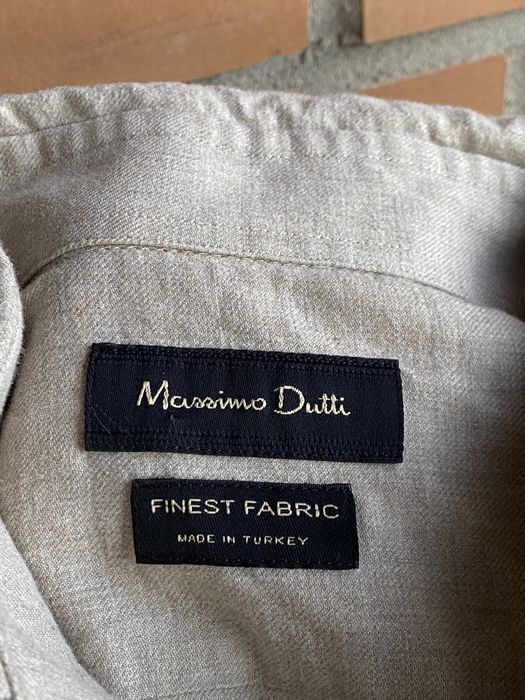 Massimo Dutti
FINEST FABRIC
MADE IN TURKEY